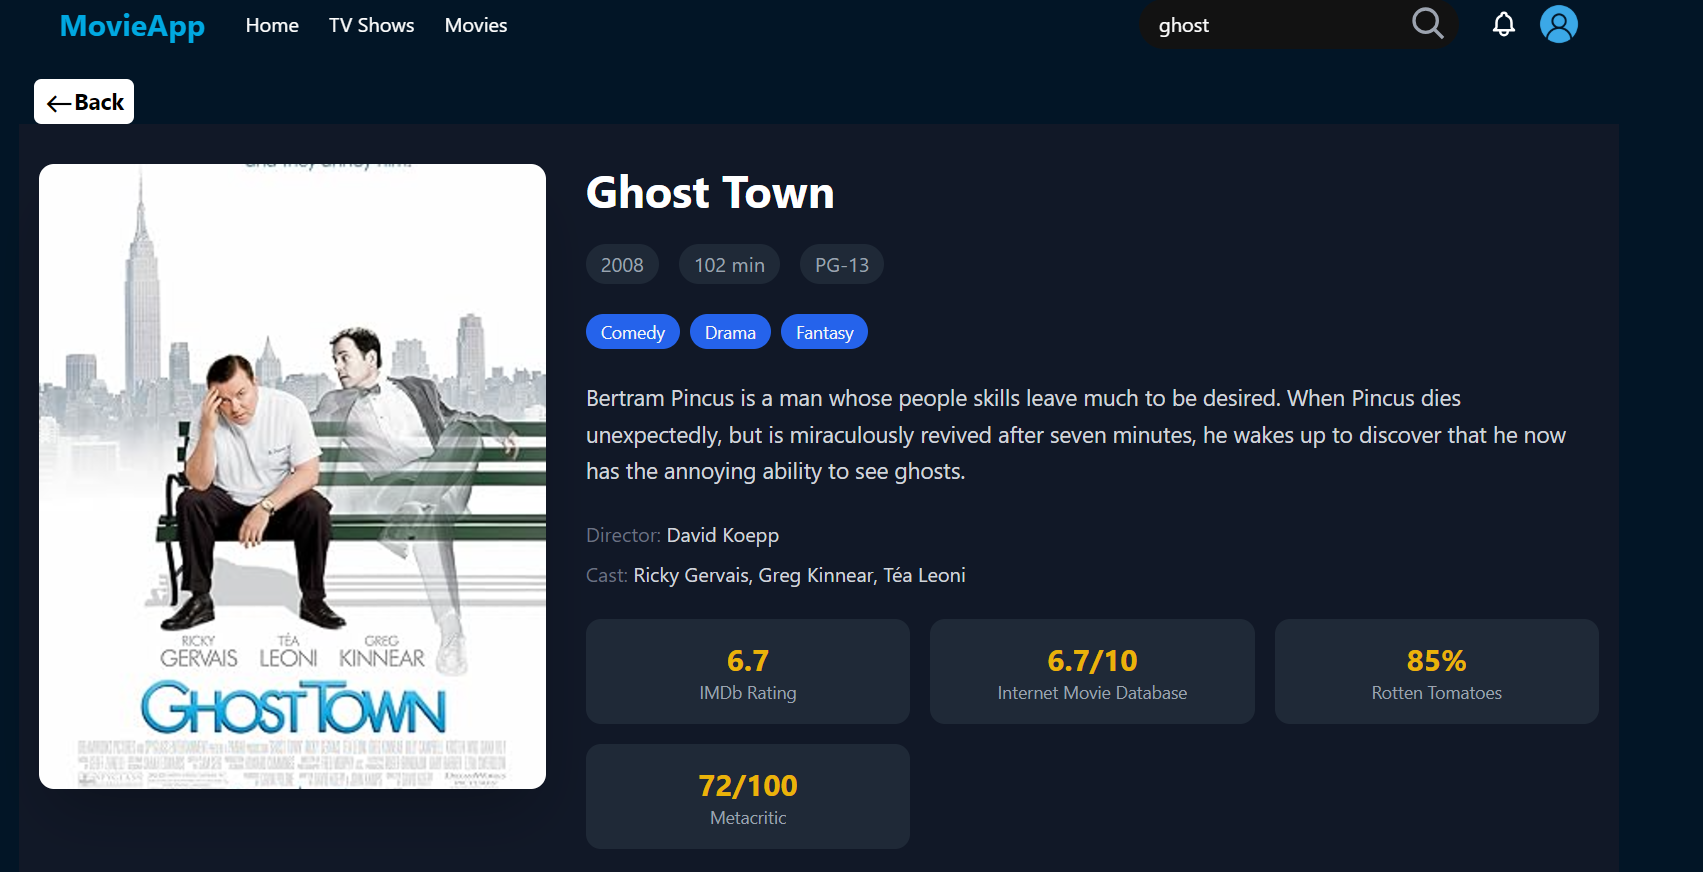 MovieApp Home TV Shows Movies ghost
Back
Ghost Town
2008 102 min PG-13
Comedy Drama Fantasy
Bertram Pincus is a man whose people skills leave much to be desired. When Pincus dies
unexpectedly, but is miraculously revived after seven minutes, he wakes up to discover that he now
has the annoying ability to see ghosts.
Director: David Koepp
Cast: Ricky Gervais, Greg Kinnear, Téa Leoni
6.7 6.7/10 85%
IMDb Rating Internet Movie Database Rotten Tomatoes
72/100
Metacritic
and they annoy him.
RICKY TÉA GREG
GERVAIS LEONI KINNEAR
GHOST TOWN